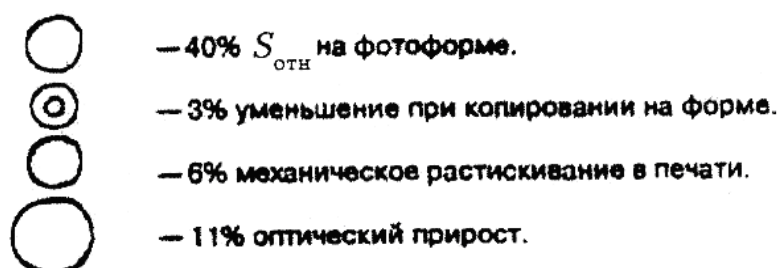 — 40% Sотн на фотоформе.
— 3% уменьшение при копировании на форме.
— 6% механическое растискивание в печати.
— 11% оптический прирост.